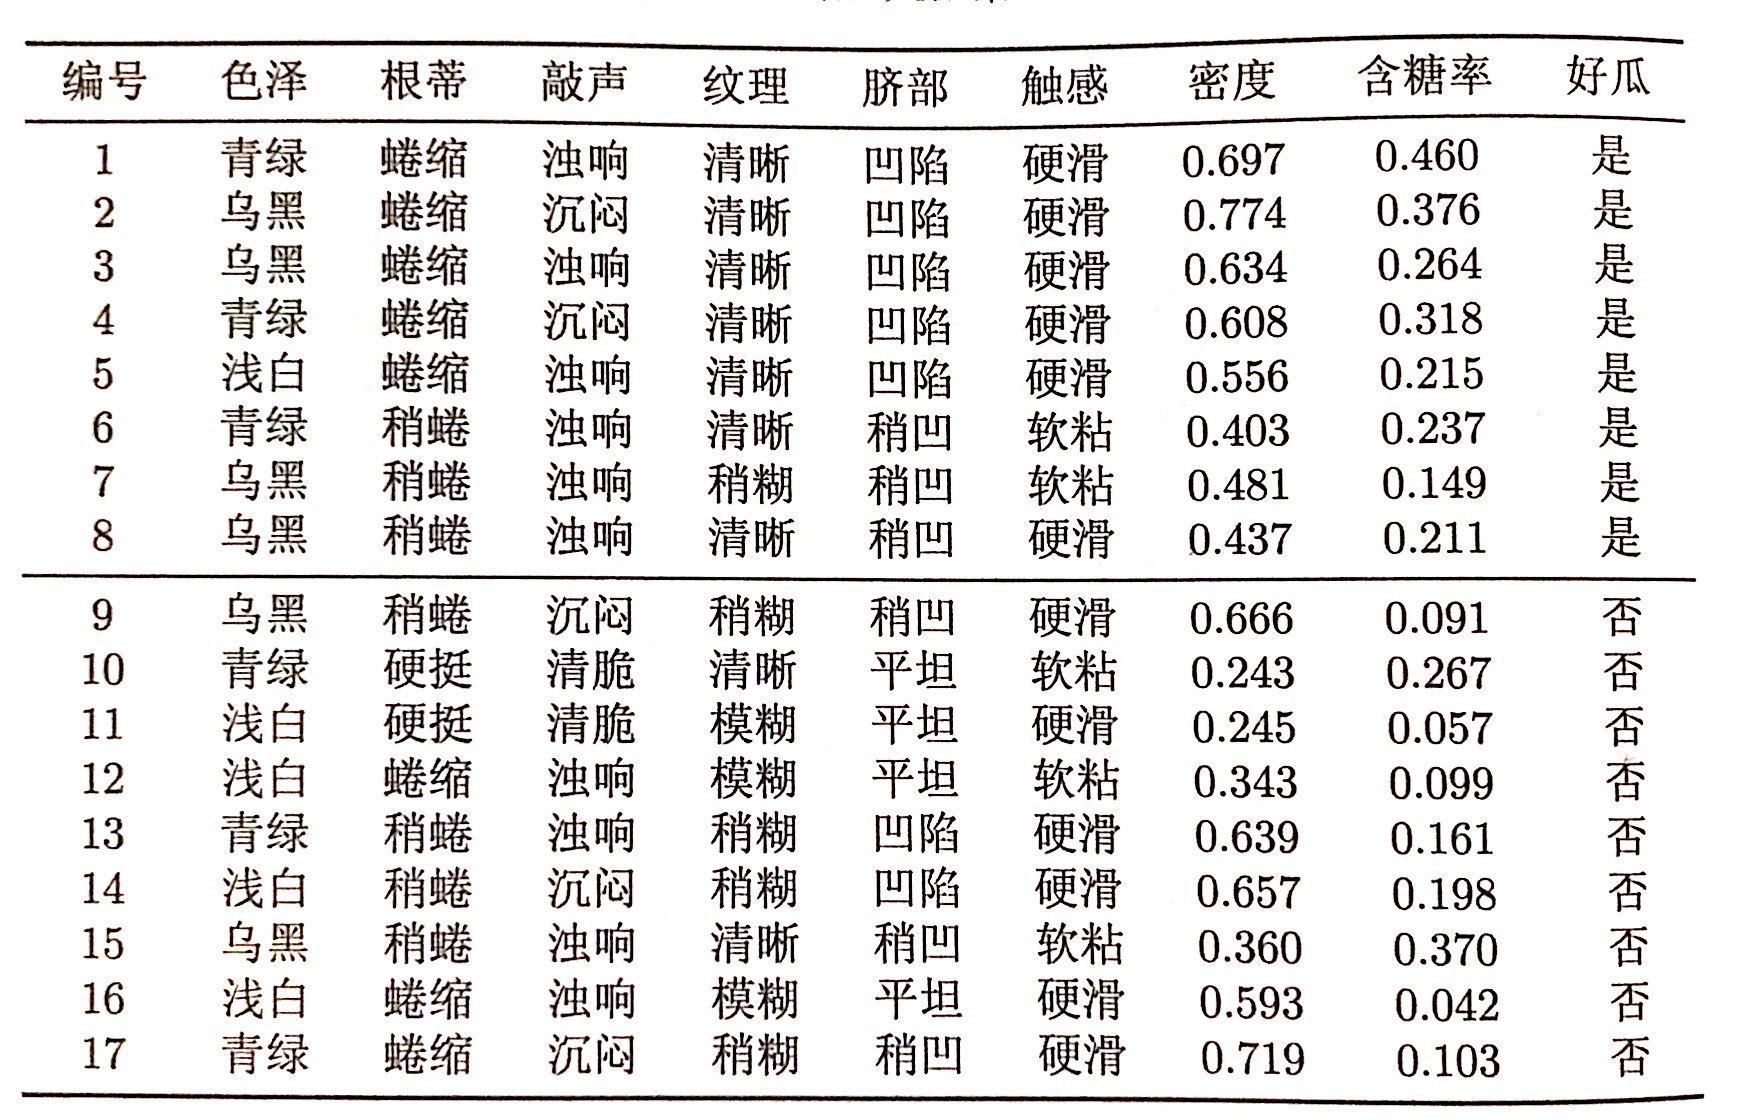 编号 色泽 根蒂 敲声 纹理 脐部 触感 密度 含糖率 好瓜
1 青绿 蜷缩 浊响 清晰 凹陷 硬滑 0.697 0.460 是
2 乌黑 蜷缩 沉闷 清晰 凹陷 硬滑 0.774 0.376 是
3 乌黑 蜷缩 浊响 清晰 凹陷 硬滑 0.634 0.264 是
4 青绿 蜷缩 沉闷 清晰 凹陷 硬滑 0.608 0.318 是
5 浅白 蜷缩 浊响 清晰 凹陷 硬滑 0.556 0.215 是
6 青绿 稍蜷 浊响 清晰 稍凹 软粘 0.403 0.237 是
7 乌黑 稍蜷 浊响 稍糊 稍凹 软粘 0.481 0.149 是
8 乌黑 稍蜷 浊响 清晰 稍凹 硬滑 0.437 0.211 是
9 乌黑 稍蜷 沉闷 稍糊 稍凹 硬滑 0.666 0.091 否
10 青绿 硬挺 清脆 清晰 平坦 软粘 0.243 0.267 否
11 浅白 硬挺 清脆 模糊 平坦 硬滑 0.245 0.057 否
12 浅白 蜷缩 浊响 模糊 平坦 软粘 0.343 0.099 否
13 青绿 稍蜷 浊响 稍糊 凹陷 硬滑 0.639 0.161 否
14 浅白 稍蜷 沉闷 稍糊 凹陷 硬滑 0.657 0.198 否
15 乌黑 稍蜷 浊响 清晰 稍凹 软粘 0.360 0.370 否
16 浅白 蜷缩 浊响 模糊 平坦 硬滑 0.593 0.042 否
17 青绿 蜷缩 沉闷 稍糊 稍凹 硬滑 0.719 0.103 否